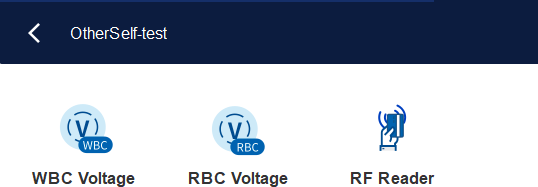 OtherSelf-test
V WBC
V RBC
WBC Voltage
RBC Voltage
RF Reader